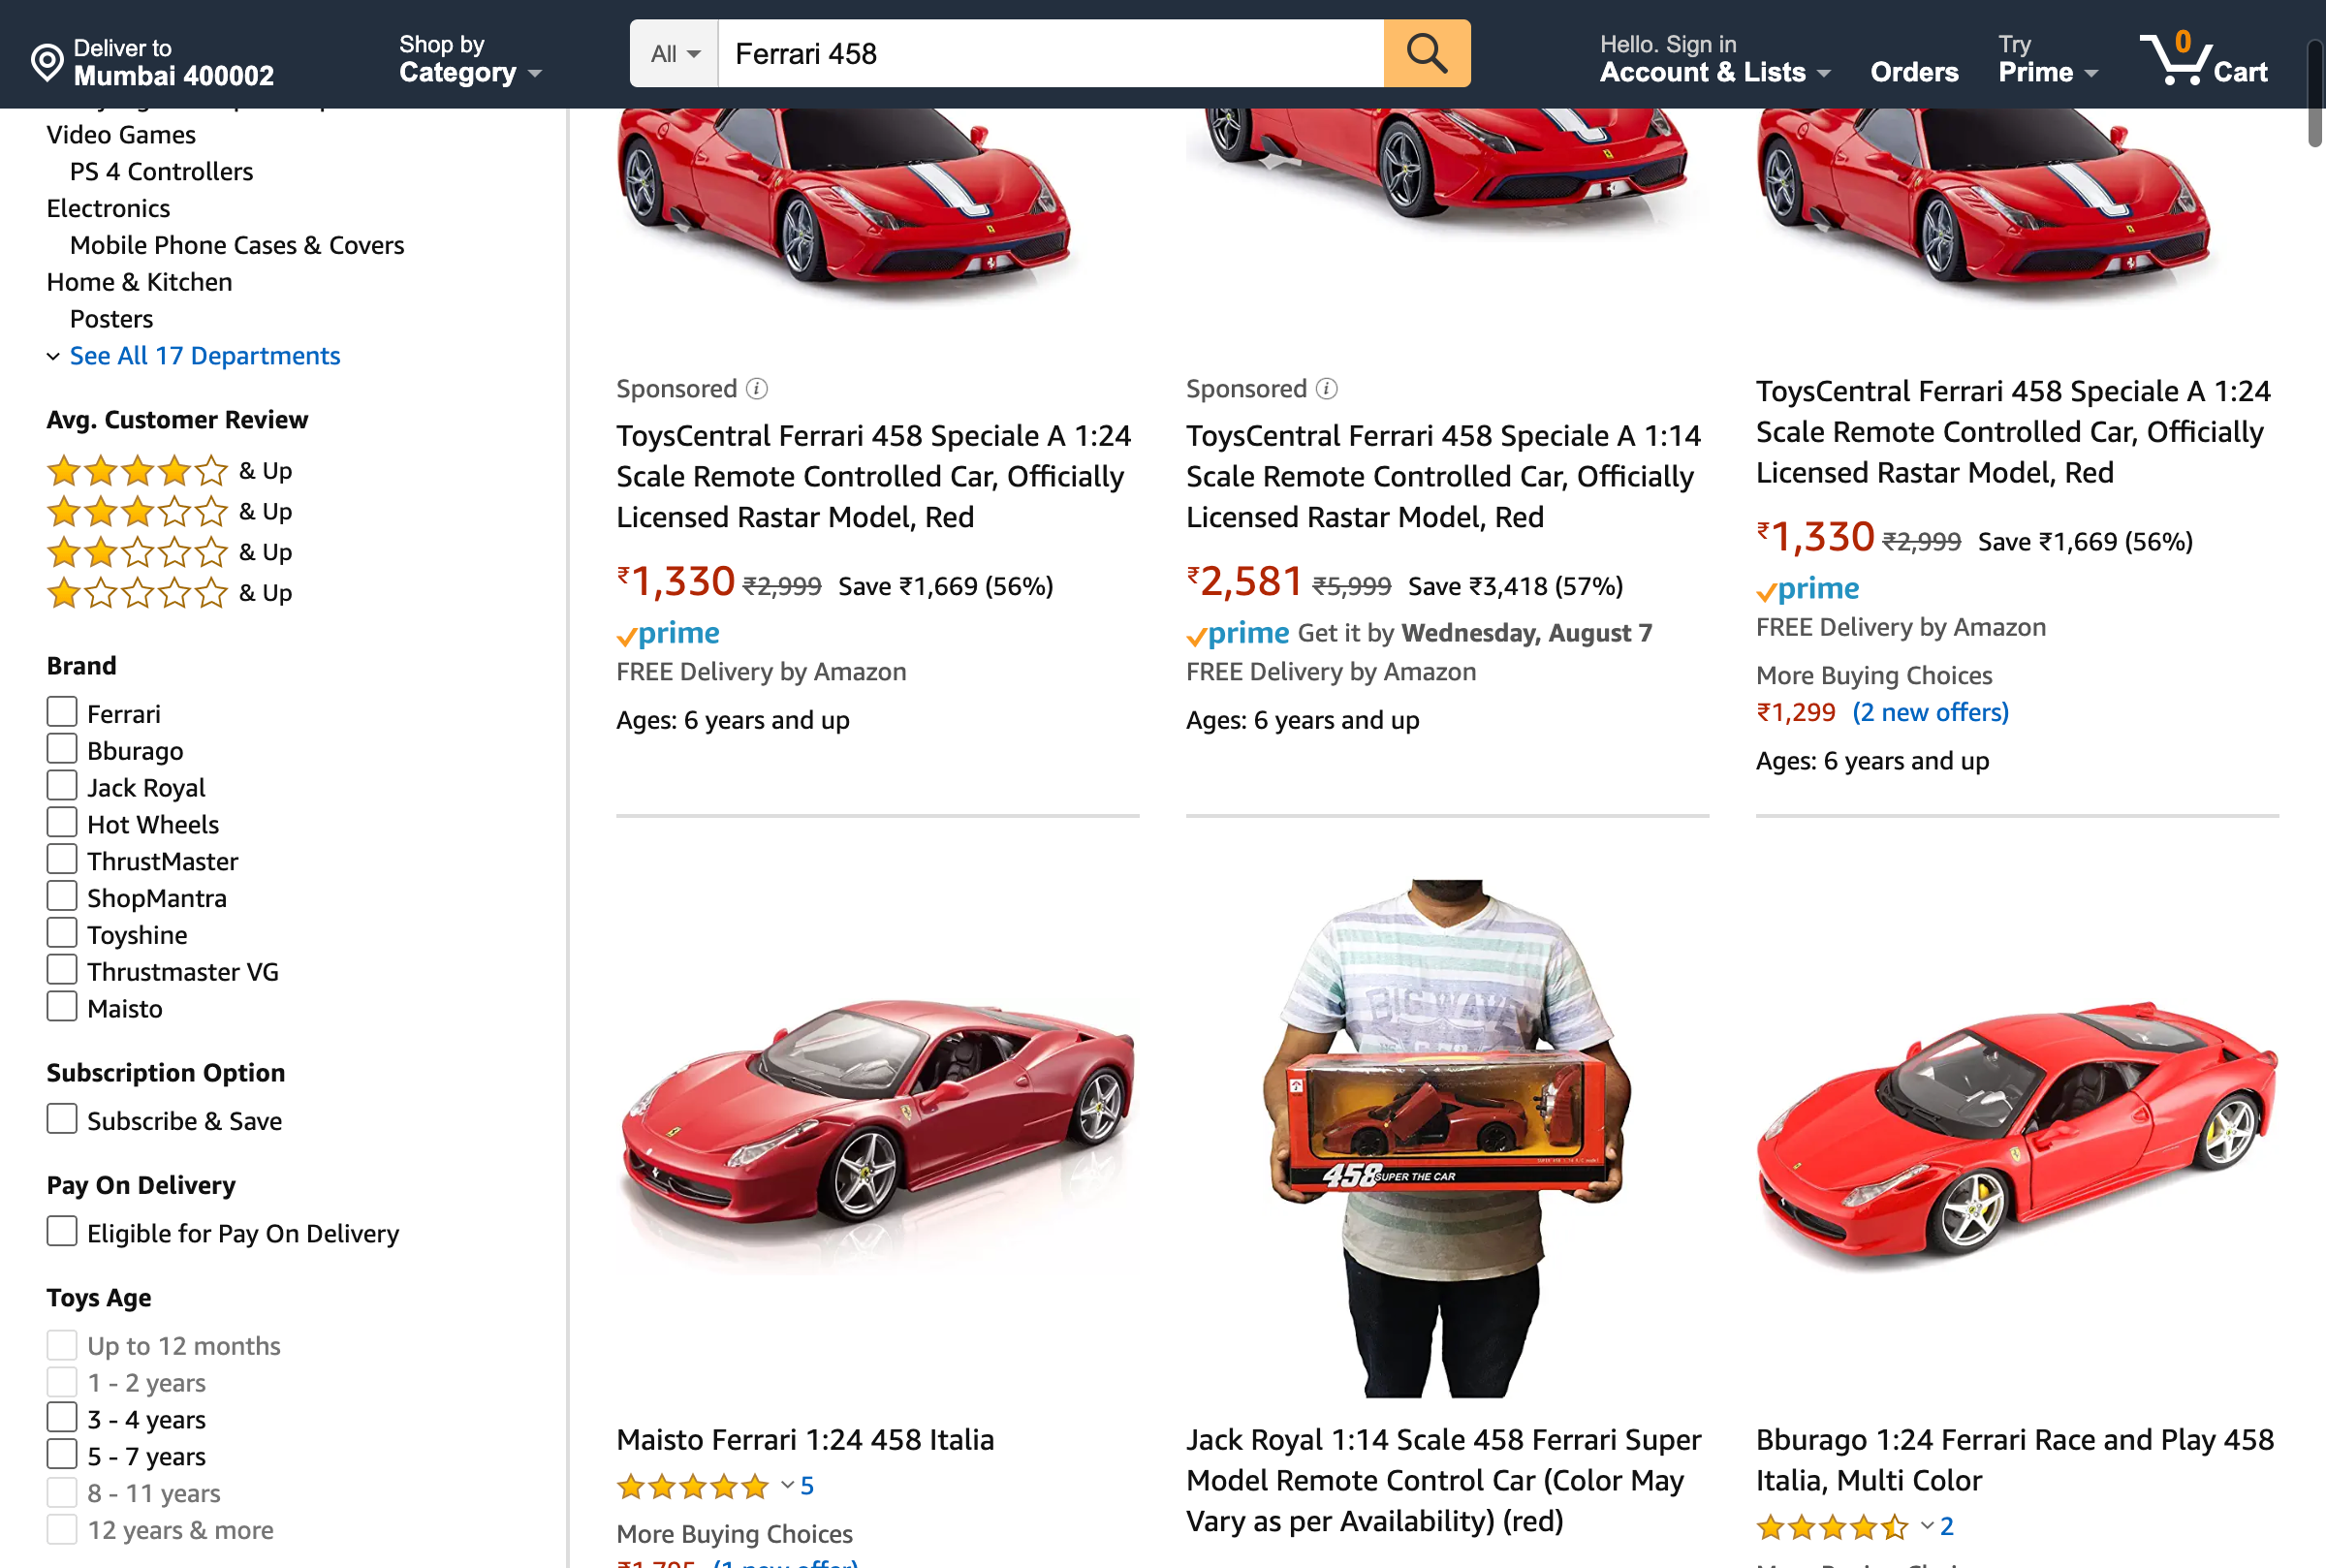 Deliver to
Mumbai 400002
Shop by
Category
All
Ferrari 458
Hello. Sign in
Account & Lists
Orders
Try
Prime
0
Cart
Video Games
PS 4 Controllers
Electronics
Mobile Phone Cases & Covers
Home & Kitchen
Posters
See All 17 Departments
Avg. Customer Review
& Up
& Up
& Up
& Up
Brand
Ferrari
Bburago
Jack Royal
Hot Wheels
ThrustMaster
ShopMantra
Toyshine
Thrustmaster VG
Maisto
Subscription Option
Subscribe & Save
Pay On Delivery
Eligible for Pay On Delivery
Toys Age
Up to 12 months
1 - 2 years
3 - 4 years
5 - 7 years
8 - 11 years
12 years & more
Sponsored
ToysCentral Ferrari 458 Speciale A 1:24
Scale Remote Controlled Car, Officially
Licensed Rastar Model, Red
₹1,330 ₹2,999 Save ₹1,669 (56%)
prime
FREE Delivery by Amazon
Ages: 6 years and up
Sponsored
ToysCentral Ferrari 458 Speciale A 1:14
Scale Remote Controlled Car, Officially
Licensed Rastar Model, Red
₹2,581 ₹5,999 Save ₹3,418 (57%)
prime Get it by Wednesday, August 7
FREE Delivery by Amazon
Ages: 6 years and up
ToysCentral Ferrari 458 Speciale A 1:24
Scale Remote Controlled Car, Officially
Licensed Rastar Model, Red
₹1,330 ₹2,999 Save ₹1,669 (56%)
prime
FREE Delivery by Amazon
More Buying Choices
₹1,299 (2 new offers)
Ages: 6 years and up
Maisto Ferrari 1:24 458 Italia
5
More Buying Choices
₹1,795 (1 new offer)
BIG WAVE
458 SUPER THE CAR
Jack Royal 1:14 Scale 458 Ferrari Super
Model Remote Control Car (Color May
Vary as per Availability) (red)
Bburago 1:24 Ferrari Race and Play 458
Italia, Multi Color
2